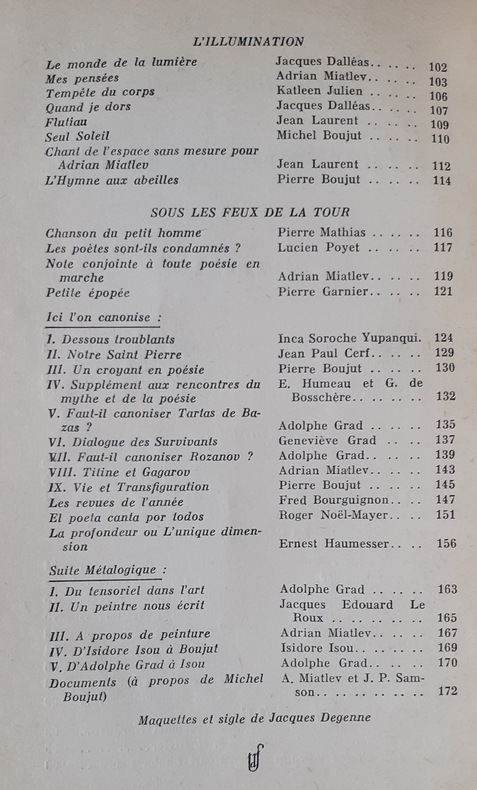 L'ILLUMINATION
Le monde de la lumière Jacques Dalléas. . . . . . 102
Mes pensées Adrian Miatlev. . . . . . 103
Tempête du corps Katleen Julien . . . . . . 106
Quand je dors Jacques Dalléas. . . . . . 107
Flutiau Jean Laurent . . . . . . 109
Seul Soleil Michel Boujut . . . . . . 110
Chant de l'espace sans mesure pour
Adrian Miatlev Jean Laurent . . . . . . 112
L'Hymne aux abeilles Pierre Boujut . . . . . . 114
SOUS LES FEUX DE LA TOUR
Chanson du petit homme Pierre Mathias . . . . . . 116
Les poètes sont-ils condamnés ? Lucien Poyet . . . . . . 117
Note conjointe à toute poésie en
marche Adrian Miatlev. . . . . . 119
Petite épopée Pierre Garnier. . . . . . 121
Ici l'on canonise :
I. Dessous troublants Inca Soroche Yupanqui. 124
II. Notre Saint Pierre Jean Paul Cerf. . . . . . 129
III. Un croyant en poésie Pierre Boujut . . . . . . 130
IV. Supplément aux rencontres du E. Humeau et G. de
mythe et de la poésie Bosschère. . . . . . . . 132
V. Faut-il canoniser Tartas de Ba-
zas ? Adolphe Grad . . . . . . 135
VI. Dialogue des Survivants Geneviève Grad . . . . . 137
VII. Faut-il canoniser Rozanov ? Adolphe Grad. . . . . . 139
VIII. Titine et Gagarov Adrian Miatlev. . . . . . 143
IX. Vie et Transfiguration Pierre Boujut . . . . . . 145
Les revues de l'année Fred Bourguignon. . . . 147
El poeta canta por todos Roger Noël-Mayer. . . . 151
La profondeur ou L'unique dimen-
sion Ernest Haumesser. . . . 156
Suite Métalogique :
I. Du tensoriel dans l'art Adolphe Grad . . . . . . 163
II. Un peintre nous écrit Jacques Edouard Le
Roux . . . . . . . . . . 165
III. A propos de peinture Adrian Miatlev. . . . . . 167
IV. D'Isidore Isou à Boujut Isidore Isou. . . . . . . . 169
V. D'Adolphe Grad à Isou Adolphe Grad. . . . . . 170
Documents (à propos de Michel A. Miatlev et J. P. Sam-
Boujut) son. . . . . . . . . . . 172
Maquettes et sigle de Jacques Degenne